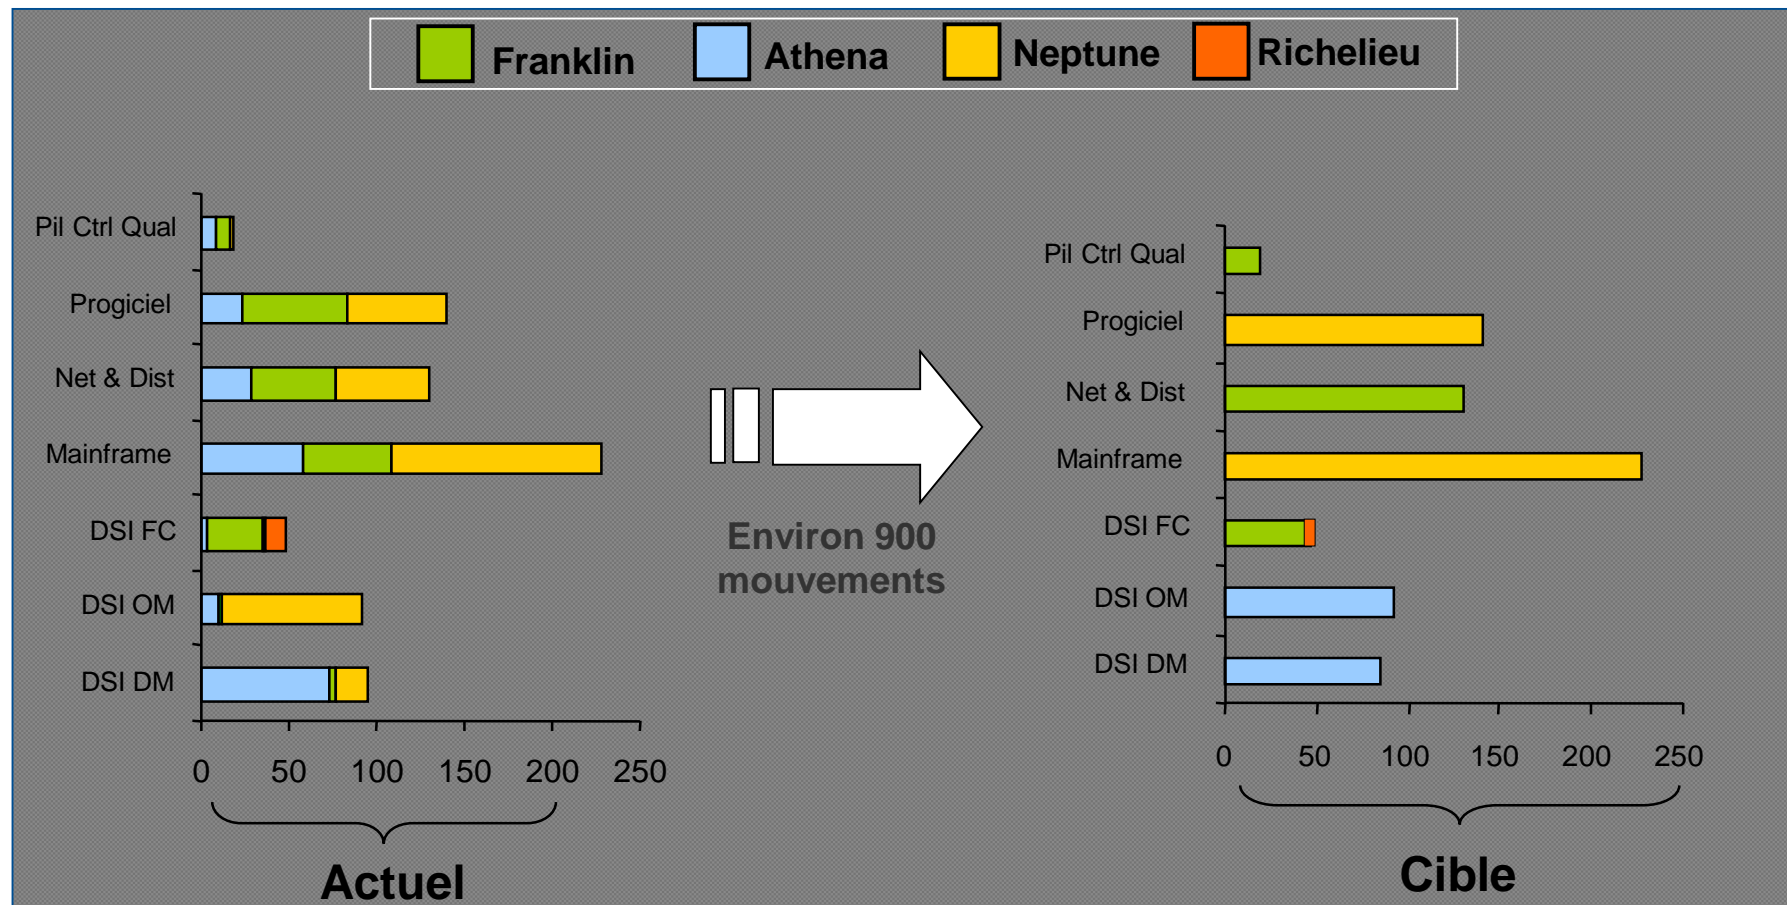 Franklin Athena Neptune Richelieu
Pil Ctrl Qual
Progiciel
Net & Dist
Mainframe
DSI FC
DSI OM
DSI DM
0 50 100 150 200 250
Actuel
Environ 900
mouvements
Pil Ctrl Qual
Progiciel
Net & Dist
Mainframe
DSI FC
DSI OM
DSI DM
0 50 100 150 200 250
Cible